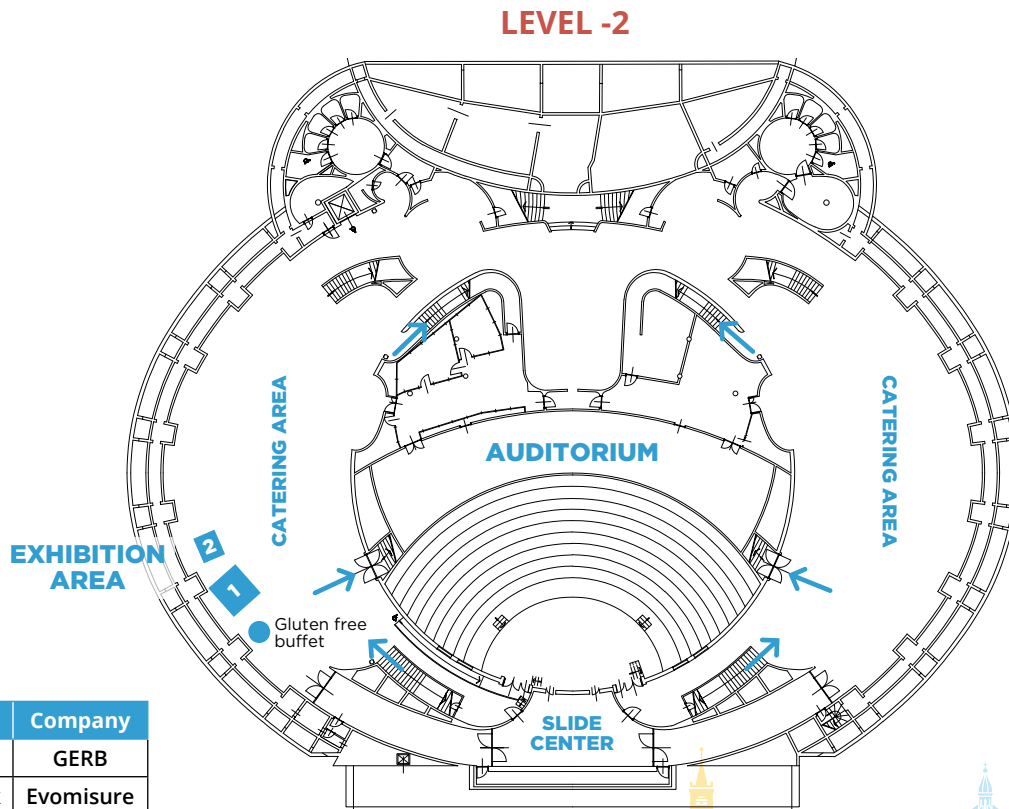 LEVEL -2
CATERING AREA
CATERING AREA
AUDITORIUM
EXHIBITION
AREA
2
1
Gluten free
buffet
SLIDE
CENTER
Company
GERB
Evomisure